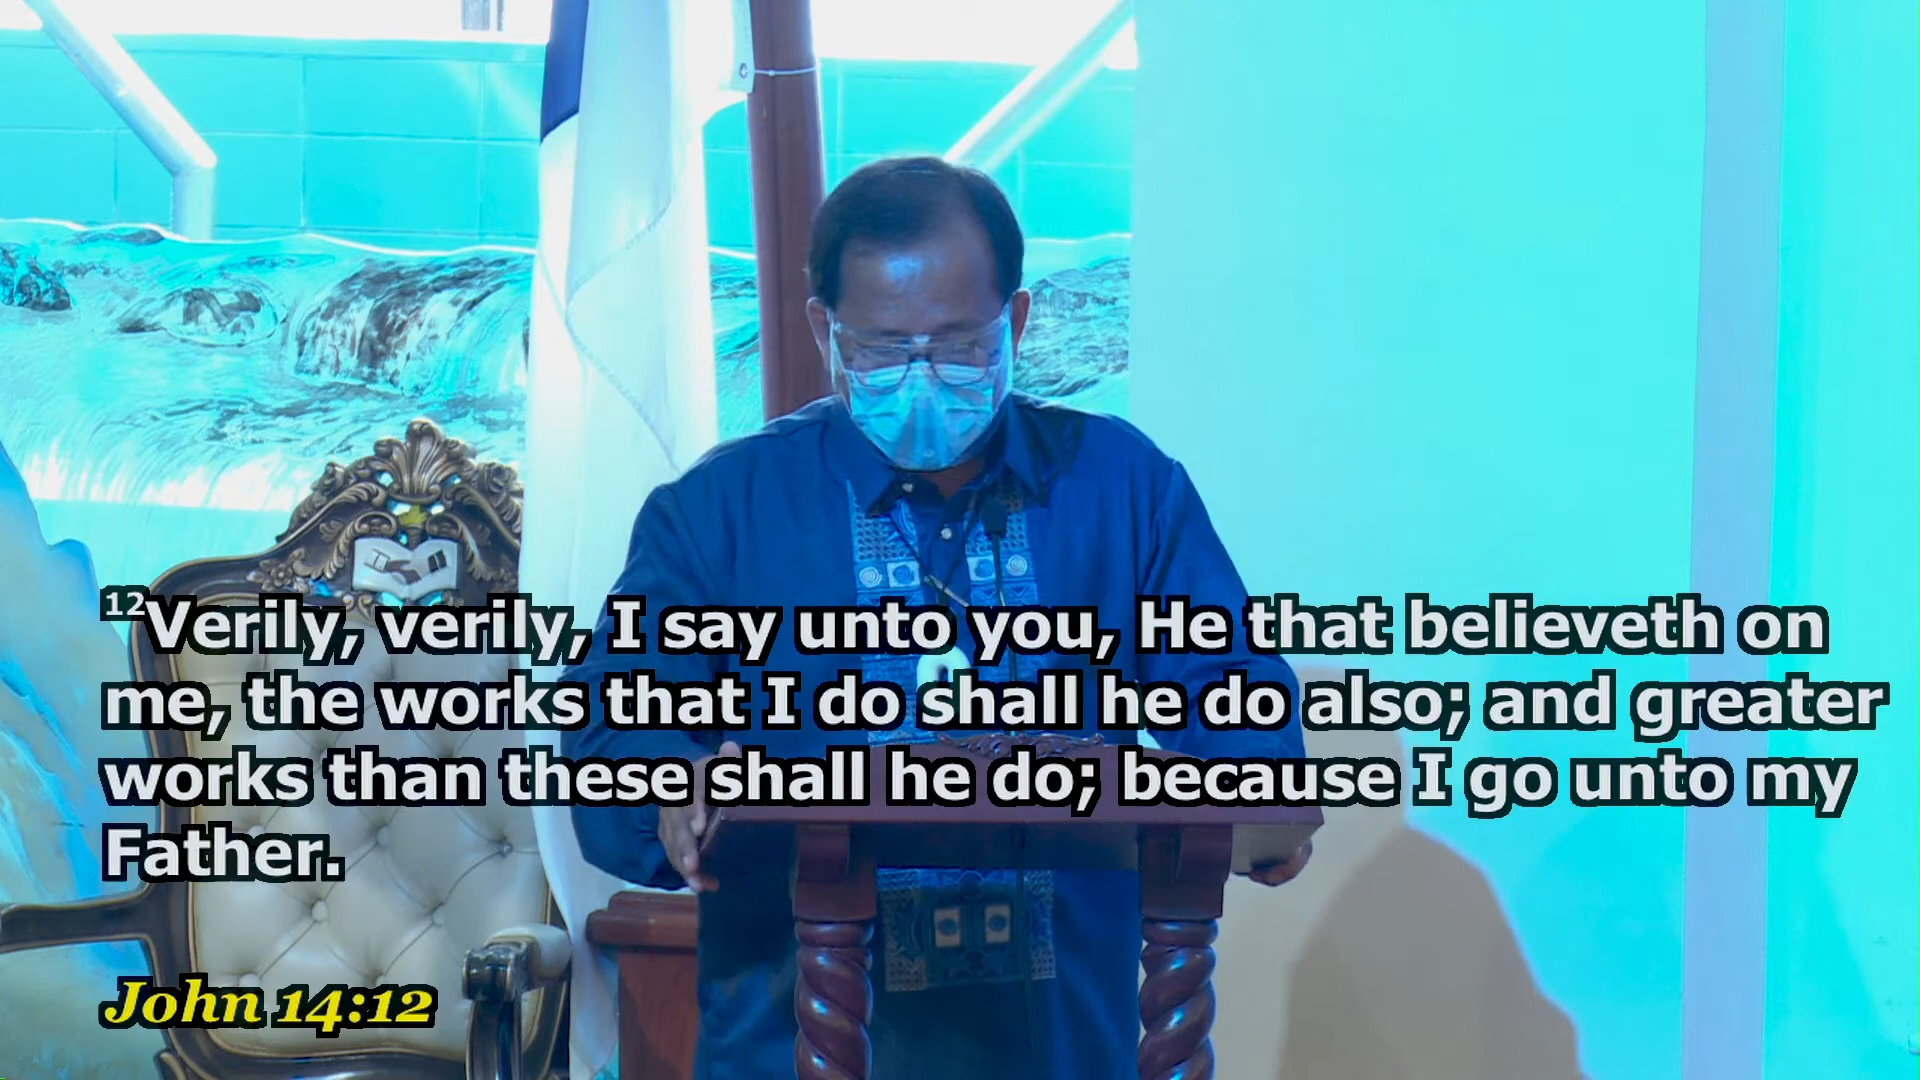 12Verily, verily, I say unto you, He that believeth on
me, the works that I do shall he do also; and greater
works than these shall he do; because I go unto my
Father.
John 14:12